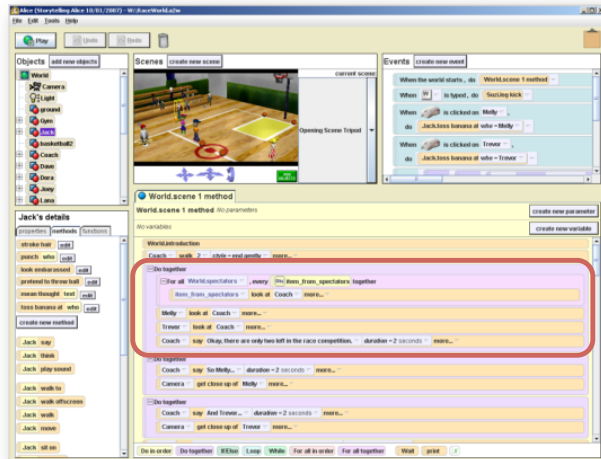 Alice (Storytelling Alice 10/01/2007) - W:\RaceWorld.a2w
File Edit Tools Help
Play Undo Redo
Objects add new objects
World
Camera
Light
ground
Gym
Jack
basketball2
Coach
Dave
Dora
Joey
Lana
Scenes create new scene
current scene
Opening Scene Tripod
Events create new event
When the world starts, do World.scene 1 method
When W is typed, do Suzi.leg kick
When is clicked on Melly,
do Jack.toss banana at who = Melly
When is clicked on Trevor,
do Jack.toss banana at who = Trevor
When is clicked on
Jack's details
properties methods functions
stroke hair edit
punch who edit
look embarassed edit
pretend to throw ball edit
mean thought text edit
toss banana at who edit
create new method
Jack say
Jack think
Jack play sound
Jack walk to
Jack walk offscreen
Jack walk
Jack move
Jack sit on
World.scene 1 method
World.scene 1 method No parameters
create new parameter
No variables
create new variable
World.introduction
Coach walk 2 style = end gently more...
Do together
For all World.spectators, every item_from_spectators together
item_from_spectators look at Coach more...
Melly look at Coach more...
Trevor look at Coach more...
Coach say Okay, there are only two left in the race competition. duration = 2 seconds more...
Do together
Coach say So Melly... duration = 2 seconds more...
Camera get close up of Melly more...
Do together
Coach say And Trevor... duration = 2 seconds more...
Camera get close up of Trevor more...
Do in order Do together If/Else Loop While For all in order For all together Wait print //